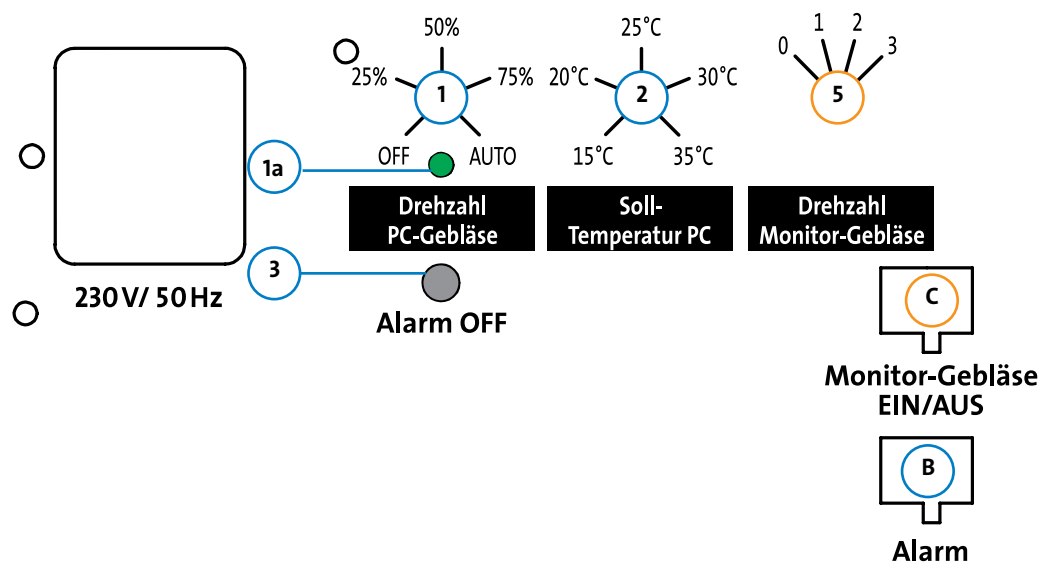 50%
25%
75%
1
OFF
AUTO
25°C
20°C
30°C
2
15°C
35°C
1
2
0
3
5
1a
Drehzahl
PC-Gebläse
Soll-
Temperatur PC
Drehzahl
Monitor-Gebläse
3
230 V/ 50 Hz
Alarm OFF
C
Monitor-Gebläse
EIN/AUS
B
Alarm